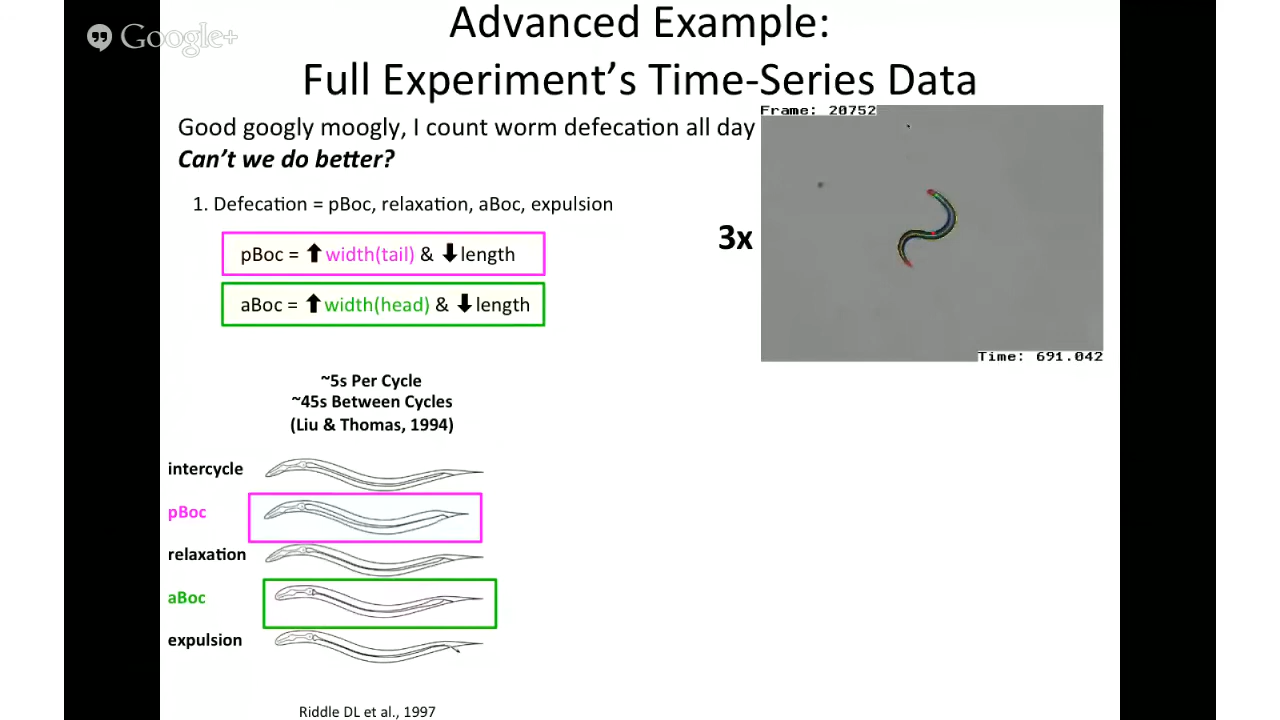 Google+
Advanced Example:
Full Experiment's Time-Series Data
Good googly moogly, I count worm defecation all day
Can't we do better?
Frame: 20752
1. Defecation = pBoc, relaxation, aBoc, expulsion
pBoc = ⬆ width(tail) & ⬇ length
3x
aBoc = ⬆ width(head) & ⬇ length
Time: 691.042
~5s Per Cycle
~45s Between Cycles
(Liu & Thomas, 1994)
intercycle
pBoc
relaxation
aBoc
expulsion
Riddle DL et al., 1997